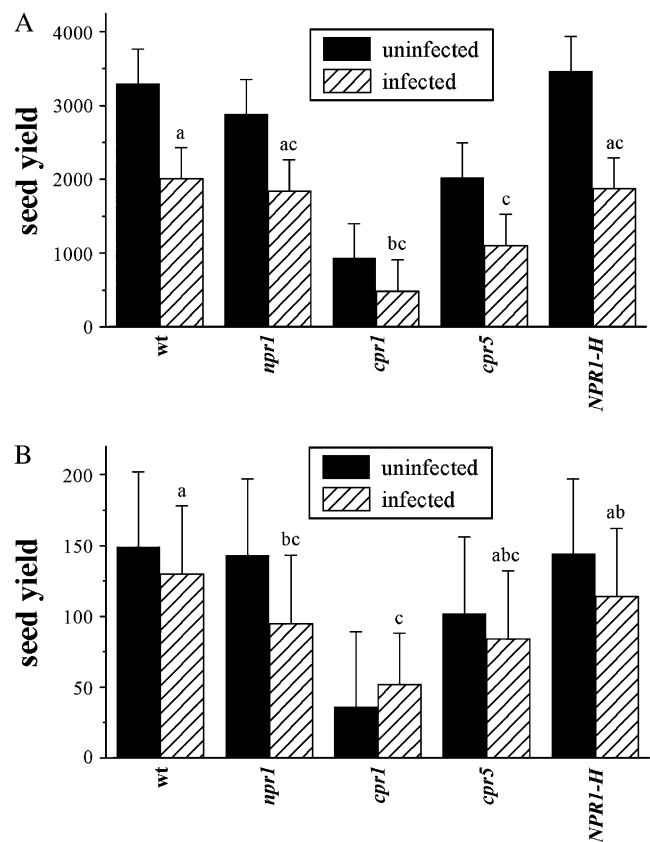 A
4000
3000
2000
1000
0
seed yield
uninfected
infected
a
ac
bc
c
ac
wt
npr1
cpr1
cpr5
NPR1-H
B
200
150
100
50
0
seed yield
uninfected
infected
a
bc
c
abc
ab
wt
npr1
cpr1
cpr5
NPR1-H